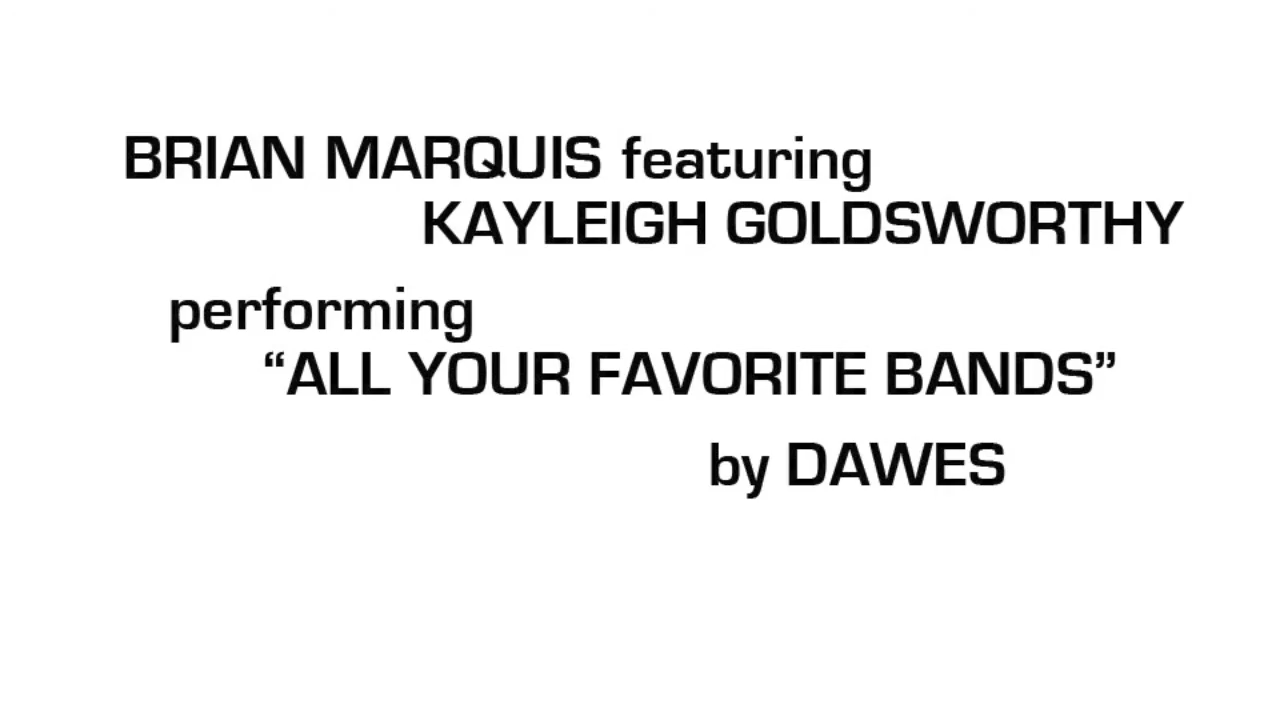 BRIAN MARQUIS featuring
KAYLEIGH GOLDSWORTHY
performing
“ALL YOUR FAVORITE BANDS”
by DAWES